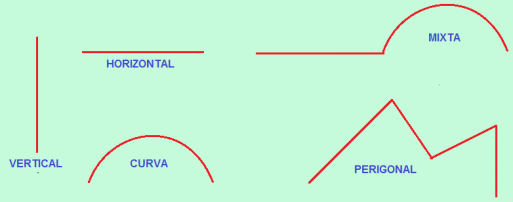 MIXTA
HORIZONTAL
VERTICAL
CURVA
PERIGONAL